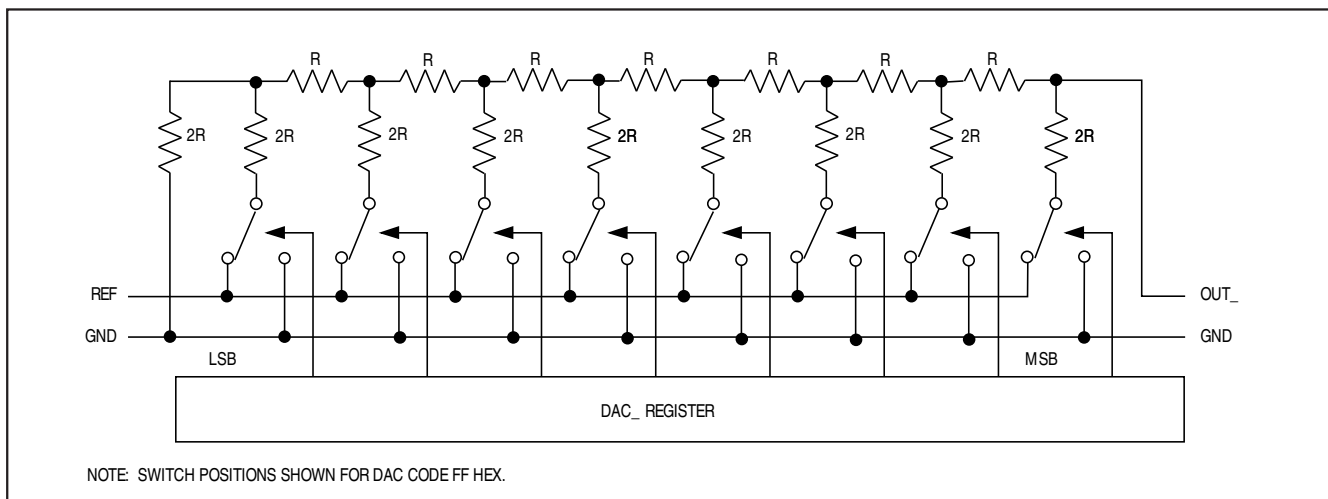 R R R R R R R
2R 2R 2R 2R 2R 2R 2R 2R 2R
REF OUT_
GND GND
LSB MSB
DAC_ REGISTER
NOTE: SWITCH POSITIONS SHOWN FOR DAC CODE FF HEX.